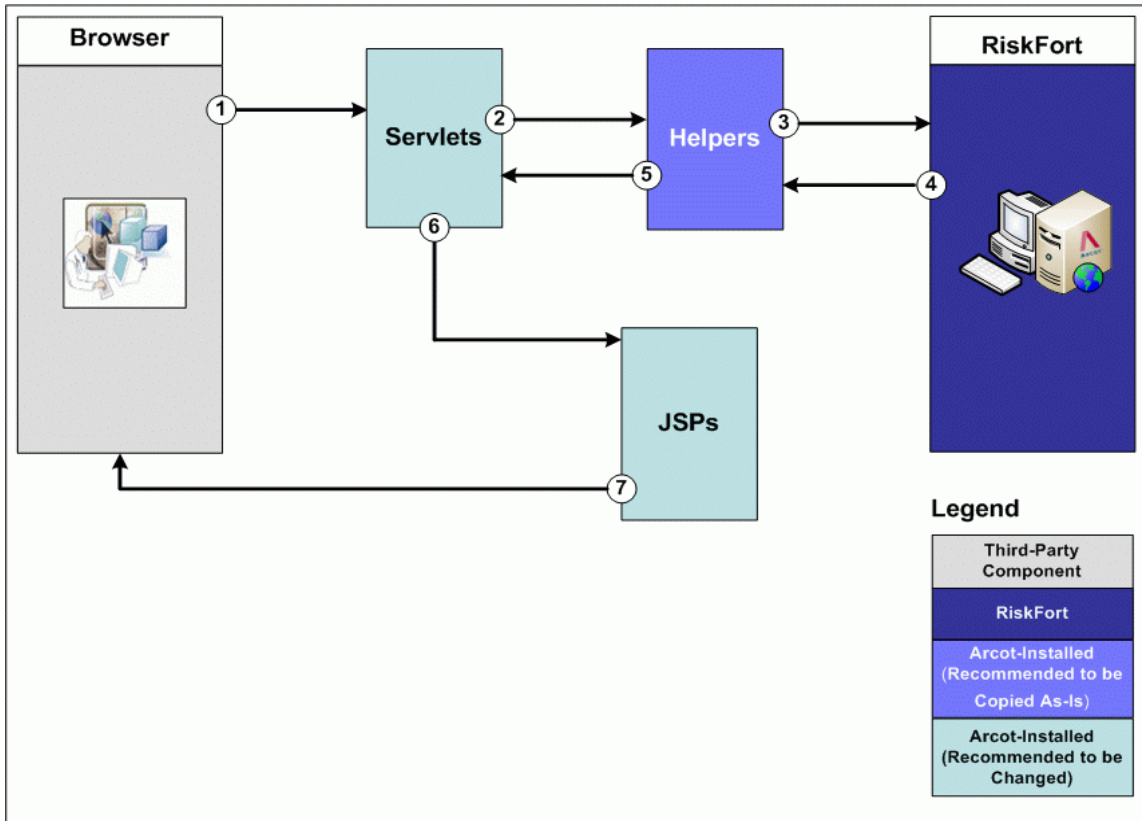 Browser
RiskFort
1
Servlets
2
Helpers
3
5
4
6
ARCOT
JSPs
7
Legend
Third-Party
Component
RiskFort
Arcot-Installed
(Recommended to be
Copied As-Is)
Arcot-Installed
(Recommended to be
Changed)